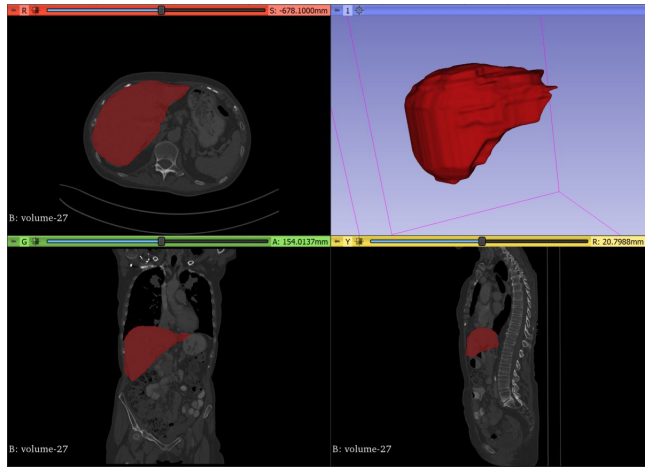 R S: -678.1000mm
1
B: volume-27
G A: 154.0137mm
Y R: 20.7988mm
B: volume-27
B: volume-27